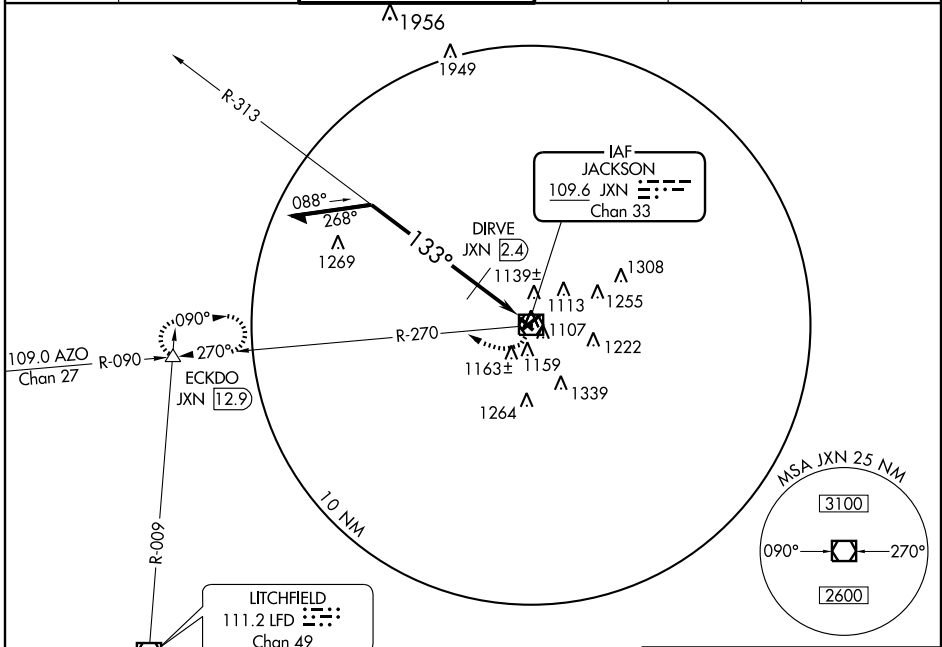 1956
1949
R-313
IAF
JACKSON
109.6 JXN
Chan 33
088°
268°
1269
133°
DIRVE
JXN 2.4
1139±
1113
1308
1255
1107
1222
1163±
1159
1339
1264
R-270
090°
270°
109.0 AZO
Chan 27
R-090
ECKDO
JXN 12.9
10 NM
R-009
LITCHFIELD
111.2 LFD
Chan 49
MSA JXN 25 NM
3100
090°
270°
2600